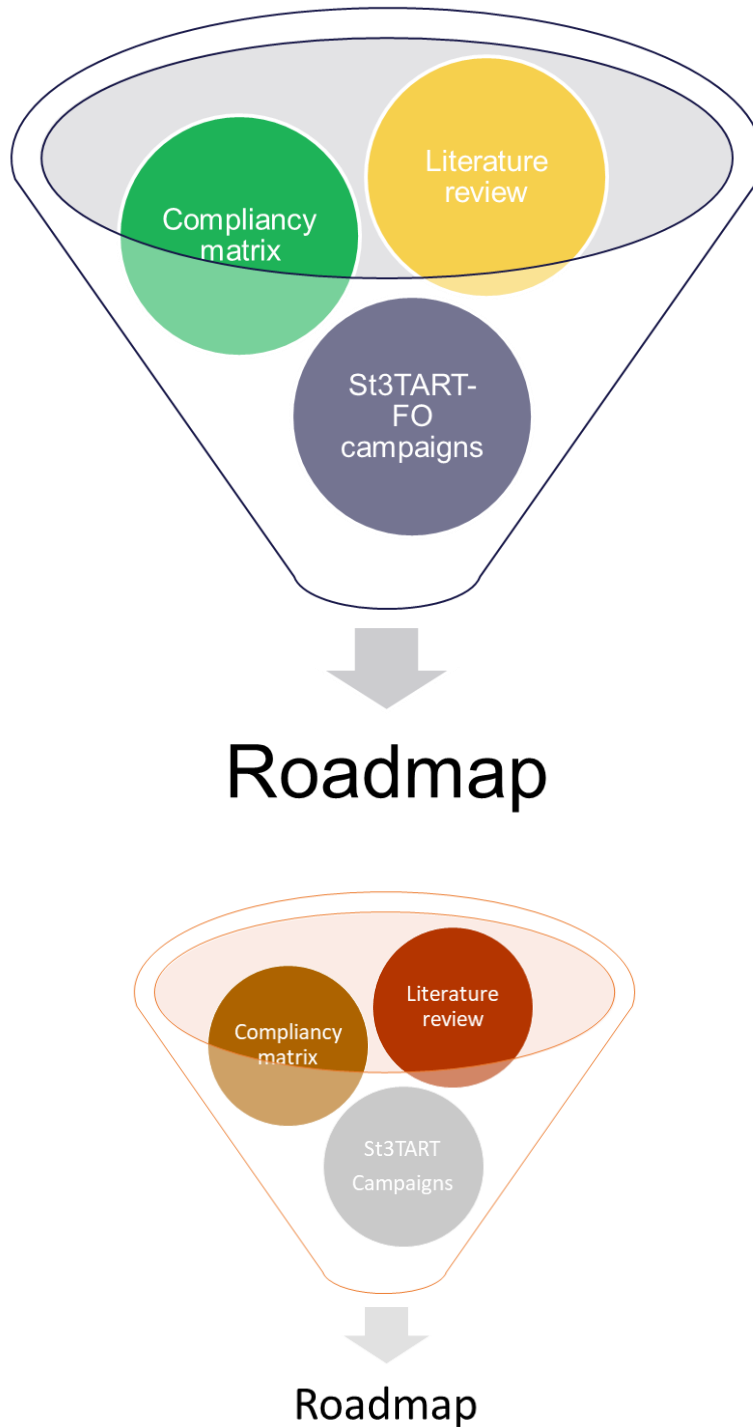 Literature
review
Compliancy
matrix
St3TART-
FO
campaigns
Roadmap
Literature
review
Compliancy
matrix
St3TART
Campaigns
Roadmap